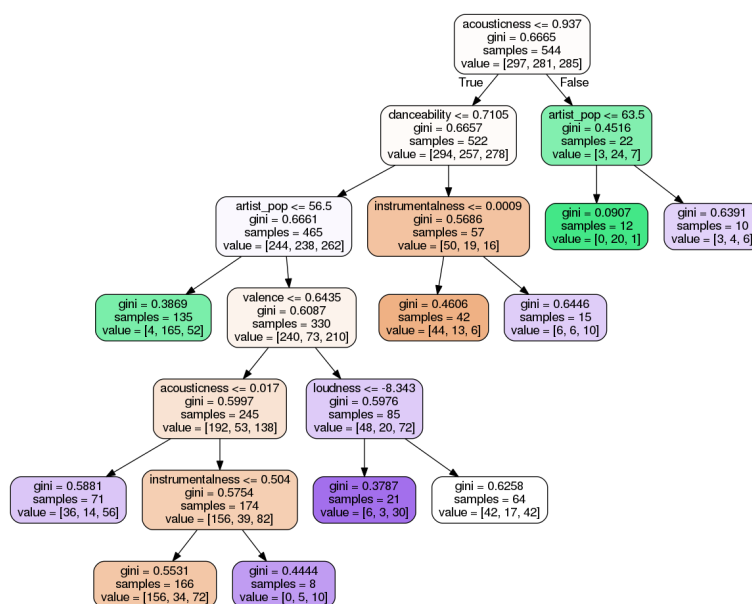 acousticness <= 0.937
gini = 0.6665
samples = 544
value = [297, 281, 285]
True
False
danceability <= 0.7105
gini = 0.6657
samples = 522
value = [294, 257, 278]
artist_pop <= 63.5
gini = 0.4516
samples = 22
value = [3, 24, 7]
artist_pop <= 56.5
gini = 0.6661
samples = 465
value = [244, 238, 262]
instrumentalness <= 0.0009
gini = 0.5686
samples = 57
value = [50, 19, 16]
gini = 0.0907
samples = 12
value = [0, 20, 1]
gini = 0.6391
samples = 10
value = [3, 4, 6]
gini = 0.3869
samples = 135
value = [4, 165, 52]
valence <= 0.6435
gini = 0.6087
samples = 330
value = [240, 73, 210]
gini = 0.4606
samples = 42
value = [44, 13, 6]
gini = 0.6446
samples = 15
value = [6, 6, 10]
acousticness <= 0.017
gini = 0.5997
samples = 245
value = [192, 53, 138]
loudness <= -8.343
gini = 0.5976
samples = 85
value = [48, 20, 72]
gini = 0.5881
samples = 71
value = [36, 14, 56]
instrumentalness <= 0.504
gini = 0.5754
samples = 174
value = [156, 39, 82]
gini = 0.3787
samples = 21
value = [6, 3, 30]
gini = 0.6258
samples = 64
value = [42, 17, 42]
gini = 0.5531
samples = 166
value = [156, 34, 72]
gini = 0.4444
samples = 8
value = [0, 5, 10]